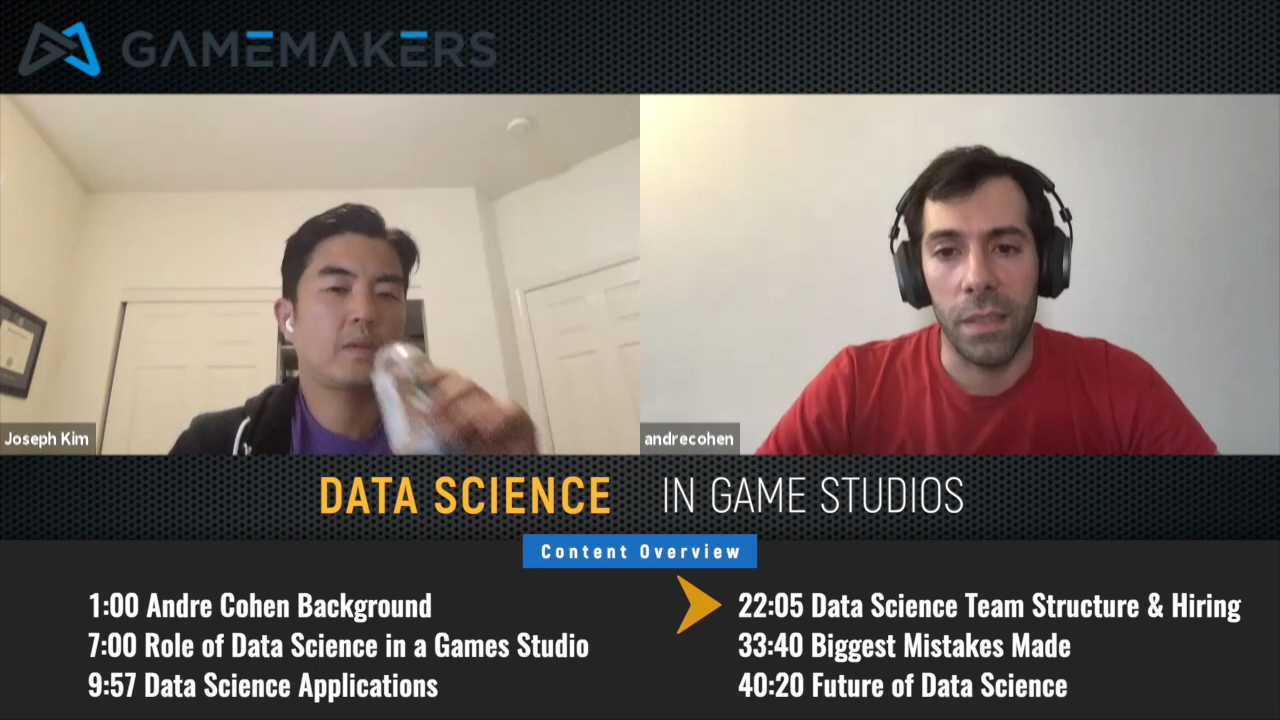 GAMEMAKERS
Joseph Kim
andrecohen
DATA SCIENCE IN GAME STUDIOS
Content Overview
1:00 Andre Cohen Background
7:00 Role of Data Science in a Games Studio
9:57 Data Science Applications
22:05 Data Science Team Structure & Hiring
33:40 Biggest Mistakes Made
40:20 Future of Data Science